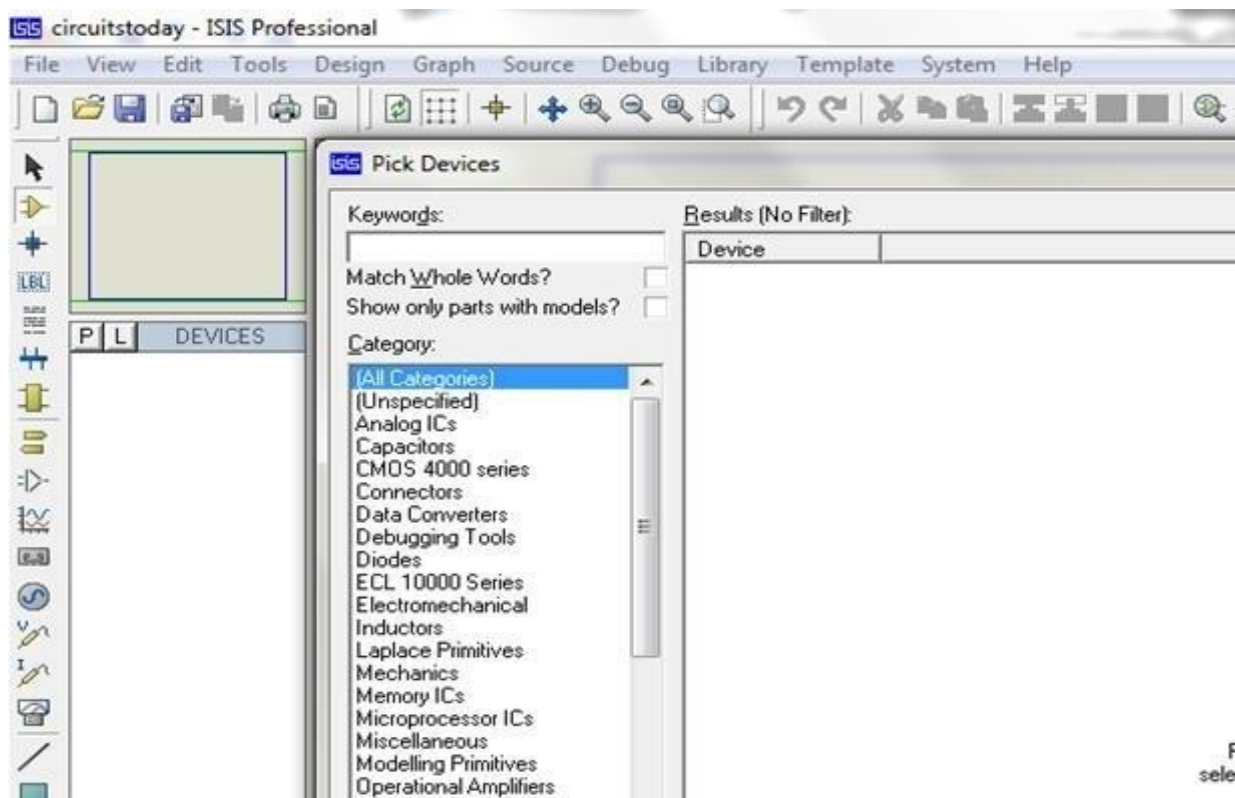 isis circuitstoday - ISIS Professional
File View Edit Tools Design Graph Source Debug Library Template System Help
isis Pick Devices
Keywords:
Results (No Filter):
Device
Match Whole Words?
Show only parts with models?
LBL
P L DEVICES
Category:
(All Categories)
(Unspecified)
Analog ICs
Capacitors
CMOS 4000 series
Connectors
Data Converters
Debugging Tools
Diodes
ECL 10000 Series
Electromechanical
Inductors
Laplace Primitives
Mechanics
Memory ICs
Microprocessor ICs
Miscellaneous
Modelling Primitives
Operational Amplifiers
V
I